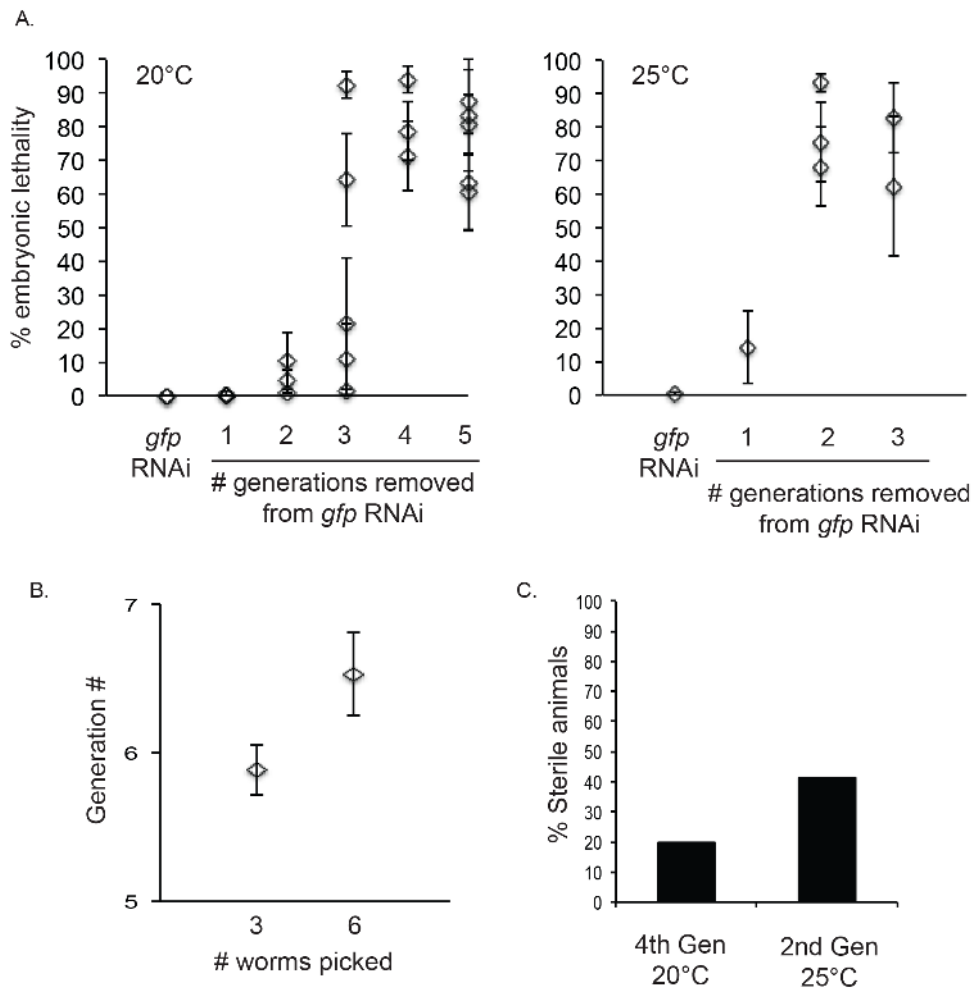 A.
% embryonic lethality
100
90
80
70
60
50
40
30
20
10
0
20°C
gfp
RNAi
1 2 3 4 5
# generations removed
from gfp RNAi
100
90
80
70
60
50
40
30
20
10
0
25°C
gfp
RNAi
1 2 3
# generations removed
from gfp RNAi
B.
Generation #
7
6
5
3 6
# worms picked
C.
% Sterile animals
100
90
80
70
60
50
40
30
20
10
0
4th Gen
20°C
2nd Gen
25°C